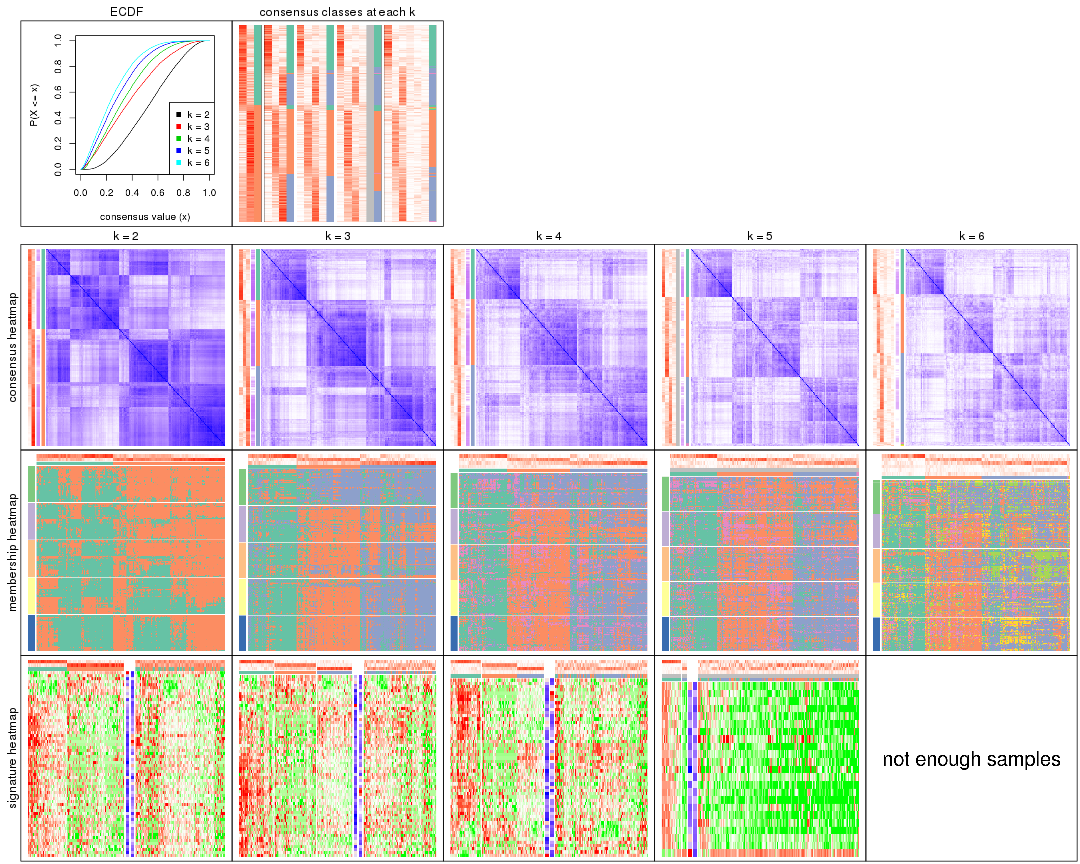 ECDF
consensus classes at each k
P(X <= x)
0.0 0.2 0.4 0.6 0.8 1.0
k = 2
k = 3
k = 4
k = 5
k = 6
0.0 0.2 0.4 0.6 0.8 1.0
consensus value (x)
k = 2
k = 3
k = 4
k = 5
k = 6
consensus heatmap
membership heatmap
signature heatmap
not enough samples